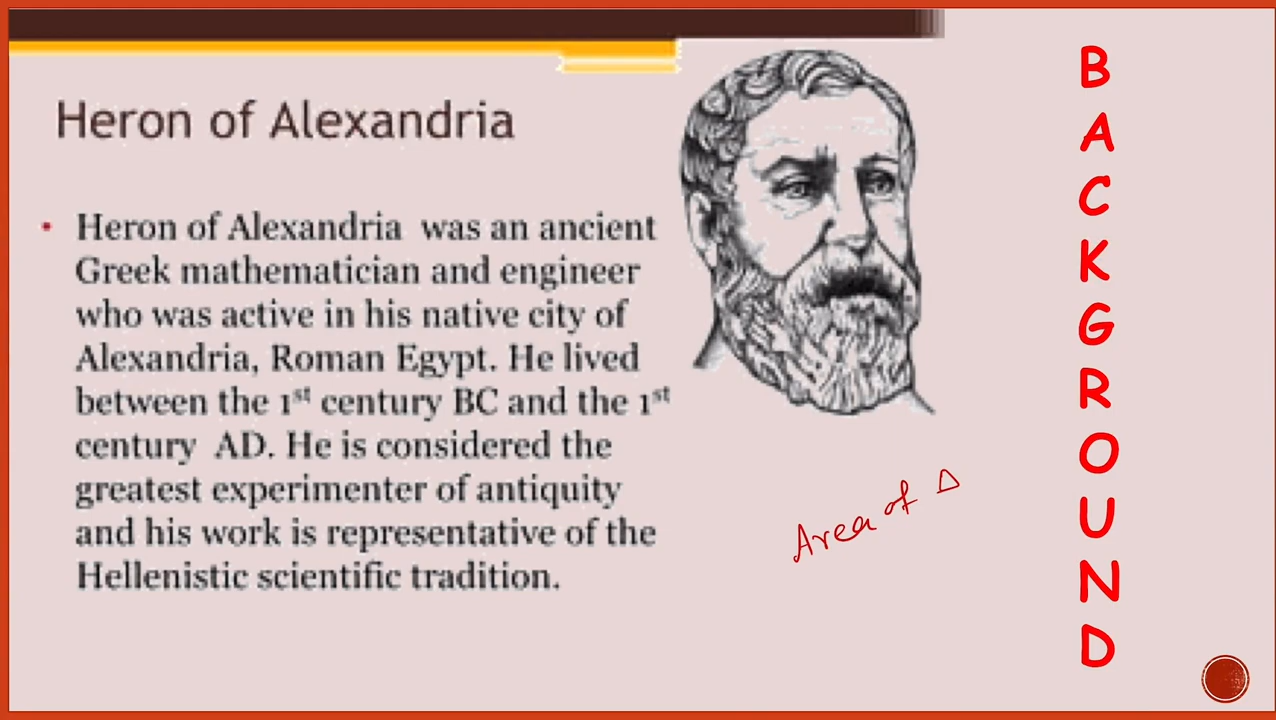 Heron of Alexandria
• Heron of Alexandria was an ancient
Greek mathematician and engineer
who was active in his native city of
Alexandria, Roman Egypt. He lived
between the 1st century BC and the 1st
century AD. He is considered the
greatest experimenter of antiquity
and his work is representative of the
Hellenistic scientific tradition.
Area of Δ
B
A
C
K
G
R
O
U
N
D